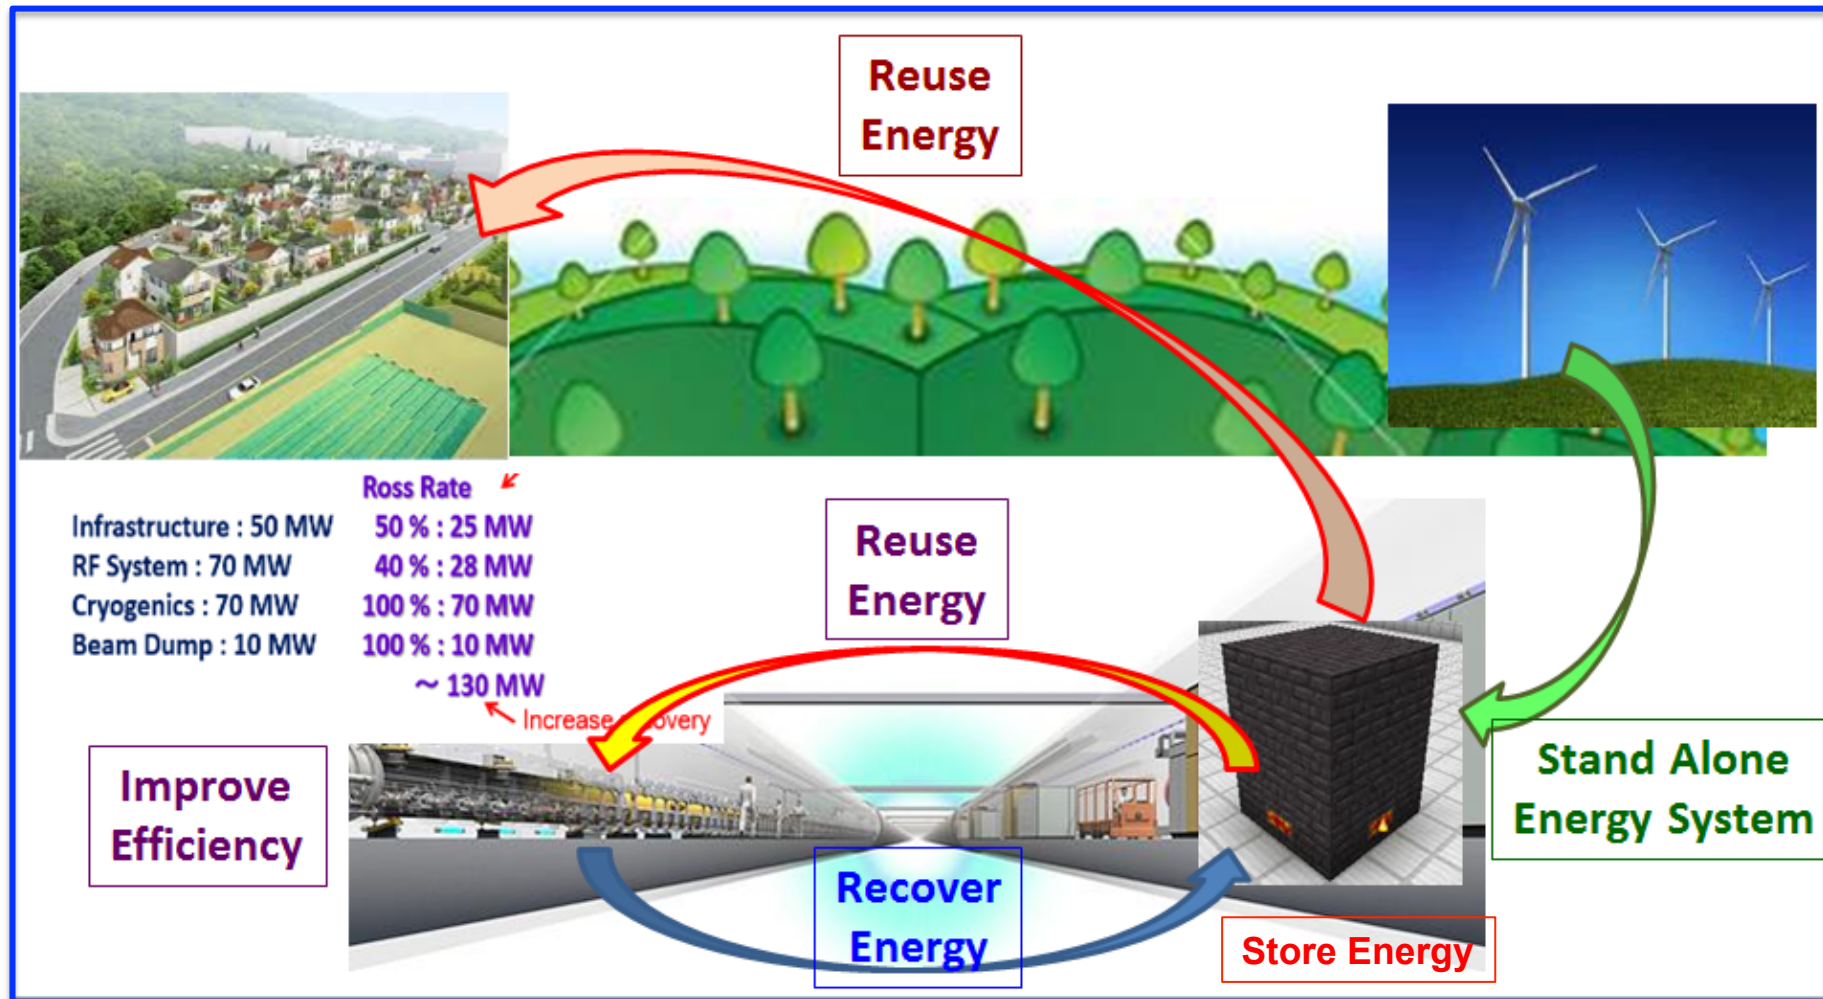 Reuse
Energy
Ross Rate
Infrastructure : 50 MW 50 % : 25 MW
RF System : 70 MW 40 % : 28 MW
Cryogenics : 70 MW 100 % : 70 MW
Beam Dump : 10 MW 100 % : 10 MW
~ 130 MW
Increase
Reuse
Energy
Improve
Efficiency
Stand Alone
Energy System
Recover
Energy
Store Energy